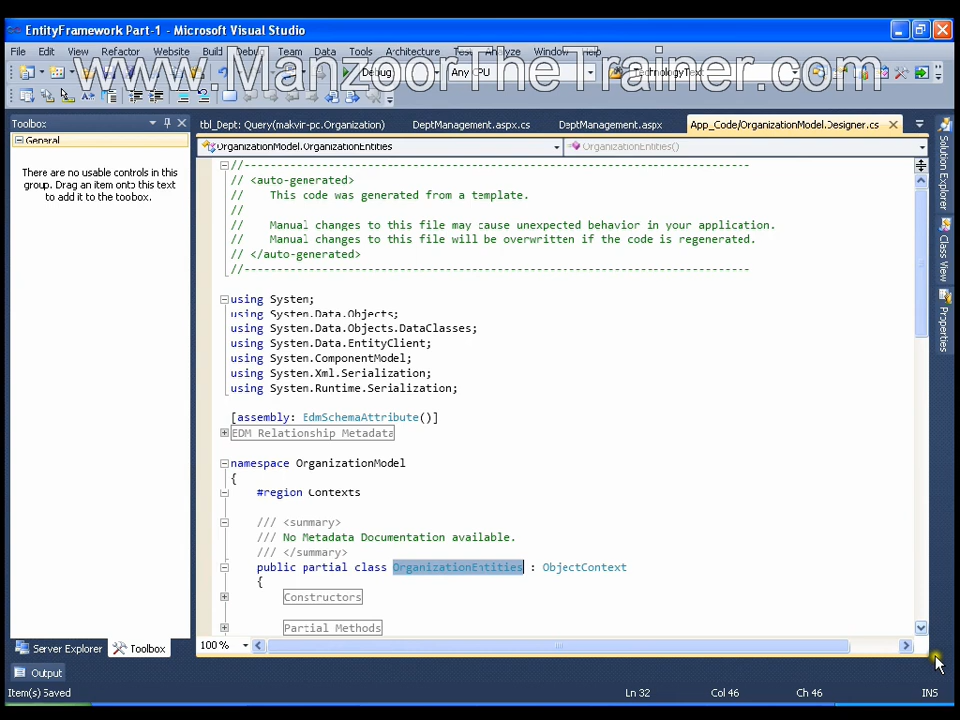 EntityFramework Part-1 - Microsoft Visual Studio
File Edit View Refactor Website Build Debug Team Data Tools Architecture Test Analyze Window Help
www.ManzoorTheTrainer.com
Debug Any CPU TechnologyText
Toolbox
tbl_Dept: Query(makvir-pc.Organization) DeptManagement.aspx.cs DeptManagement.aspx App_Code/OrganizationModel.Designer.cs
General
OrganizationModel.OrganizationEntities OrganizationEntities()
There are no usable controls in this
group. Drag an item onto this text
to add it to the toolbox.
//------------------------------------------------------------------------------
// <auto-generated>
// This code was generated from a template.
//
// Manual changes to this file may cause unexpected behavior in your application.
// Manual changes to this file will be overwritten if the code is regenerated.
// </auto-generated>
//------------------------------------------------------------------------------
using System;
using System.Data.Objects;
using System.Data.Objects.DataClasses;
using System.Data.EntityClient;
using System.ComponentModel;
using System.Xml.Serialization;
using System.Runtime.Serialization;
[assembly: EdmSchemaAttribute()]
EDM Relationship Metadata
namespace OrganizationModel
{
#region Contexts
/// <summary>
/// No Metadata Documentation available.
/// </summary>
public partial class OrganizationEntities : ObjectContext
{
Constructors
Partial Methods
100%
Solution Explorer
Class View
Properties
Server Explorer Toolbox
Output
Item(s) Saved Ln 32 Col 46 Ch 46 INS